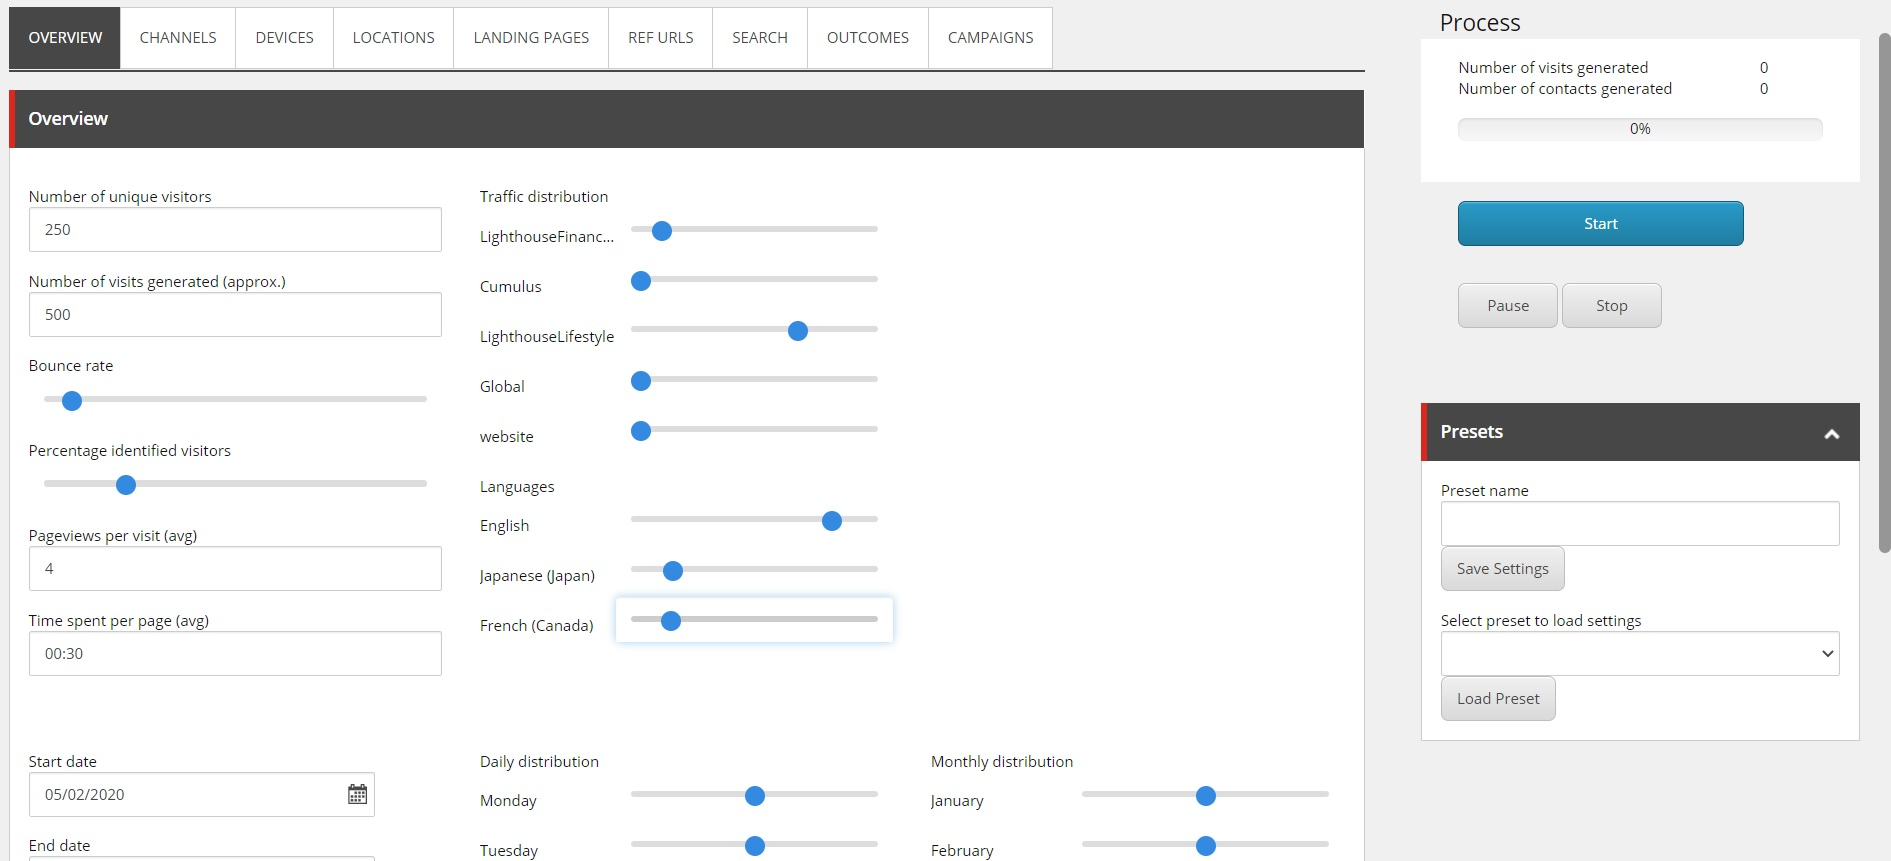 OVERVIEW CHANNELS DEVICES LOCATIONS LANDING PAGES REF URLS SEARCH OUTCOMES CAMPAIGNS
Overview
Number of unique visitors
250
Number of visits generated (approx.)
500
Bounce rate
Percentage identified visitors
Pageviews per visit (avg)
4
Time spent per page (avg)
00:30
Traffic distribution
LighthouseFinanc...
Cumulus
LighthouseLifestyle
Global
website
Languages
English
Japanese (Japan)
French (Canada)
Start date
05/02/2020
End date
Daily distribution
Monday
Tuesday
Monthly distribution
January
February
Process
Number of visits generated 0
Number of contacts generated 0
0%
Start
Pause Stop
Presets
Preset name
Save Settings
Select preset to load settings
Load Preset